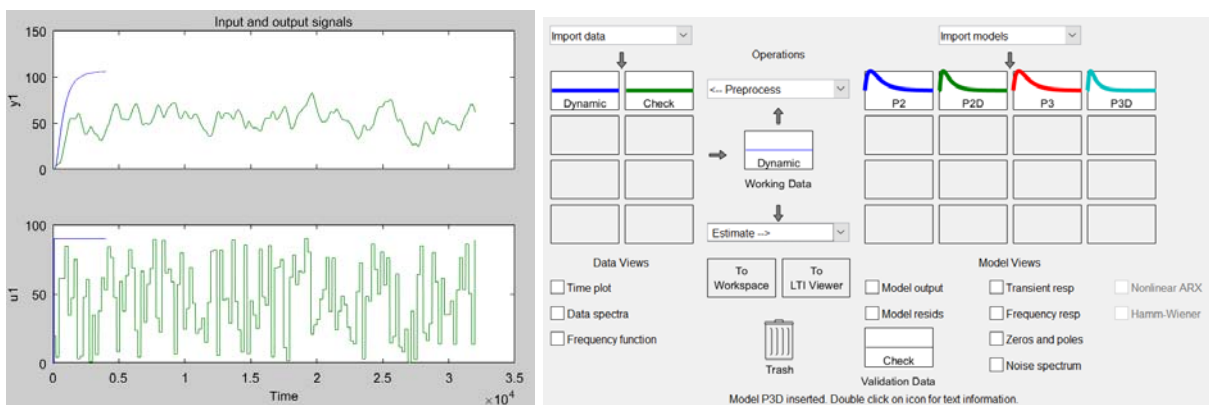 Input and output signals
150
100
50
0
y1
100
50
0
u1
0 0.5 1 1.5 2 2.5 3 3.5
Time
×10^4
Import data
Import models
Operations
Dynamic Check
<-- Preprocess
P2 P2D P3 P3D
Dynamic
Working Data
Estimate -->
Data Views
Model Views
To Workspace
To LTI Viewer
Time plot
Data spectra
Frequency function
Model output
Transient resp
Nonlinear ARX
Model resids
Frequency resp
Hamm-Wiener
Zeros and poles
Noise spectrum
Trash
Check
Validation Data
Model P3D inserted. Double click on icon for text information.